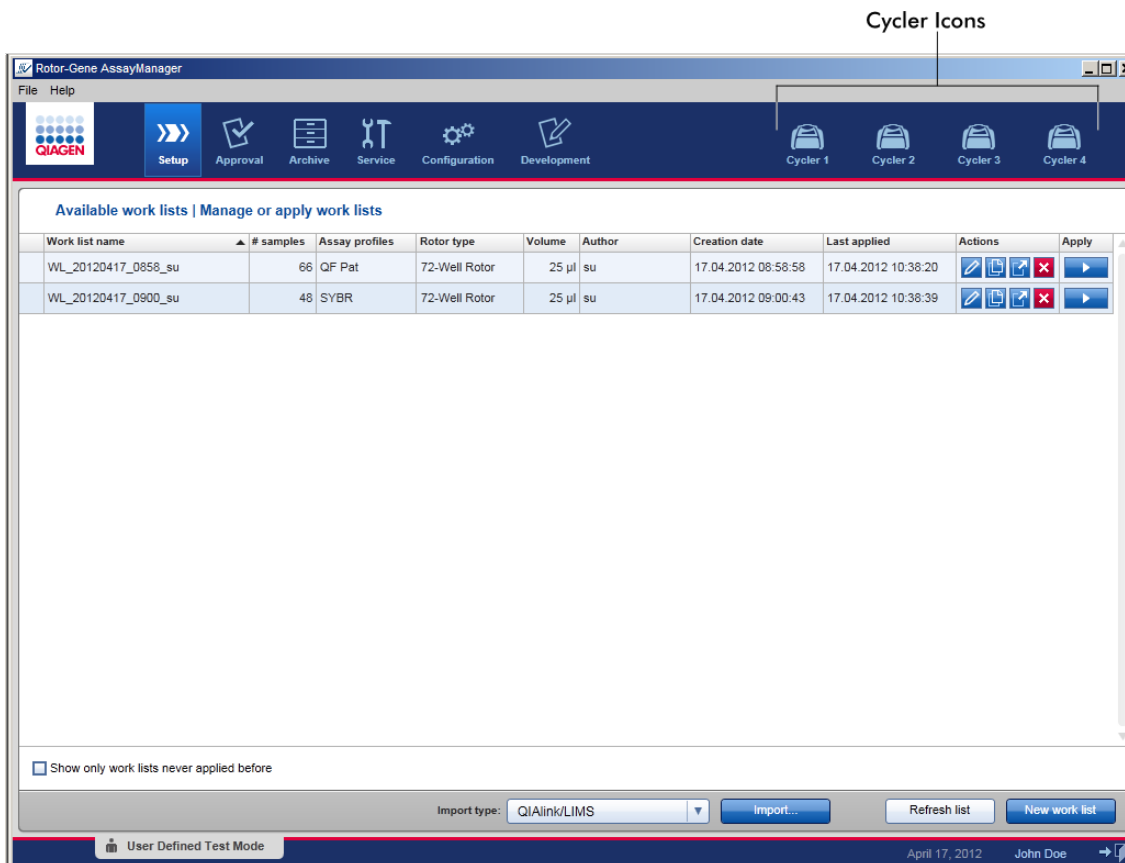 Cycler Icons
Rotor-Gene AssayManager
File Help
QIAGEN Setup Approval Archive Service Configuration Development Cycler 1 Cycler 2 Cycler 3 Cycler 4
Available work lists | Manage or apply work lists
Work list name # samples Assay profiles Rotor type Volume Author Creation date Last applied Actions Apply
WL_20120417_0858_su 66 QF Pat 72-Well Rotor 25 µl su 17.04.2012 08:58:58 17.04.2012 10:38:20
WL_20120417_0900_su 48 SYBR 72-Well Rotor 25 µl su 17.04.2012 09:00:43 17.04.2012 10:38:39
Show only work lists never applied before
Import type: QIAlink/LIMS Import... Refresh list New work list
User Defined Test Mode April 17, 2012 John Doe